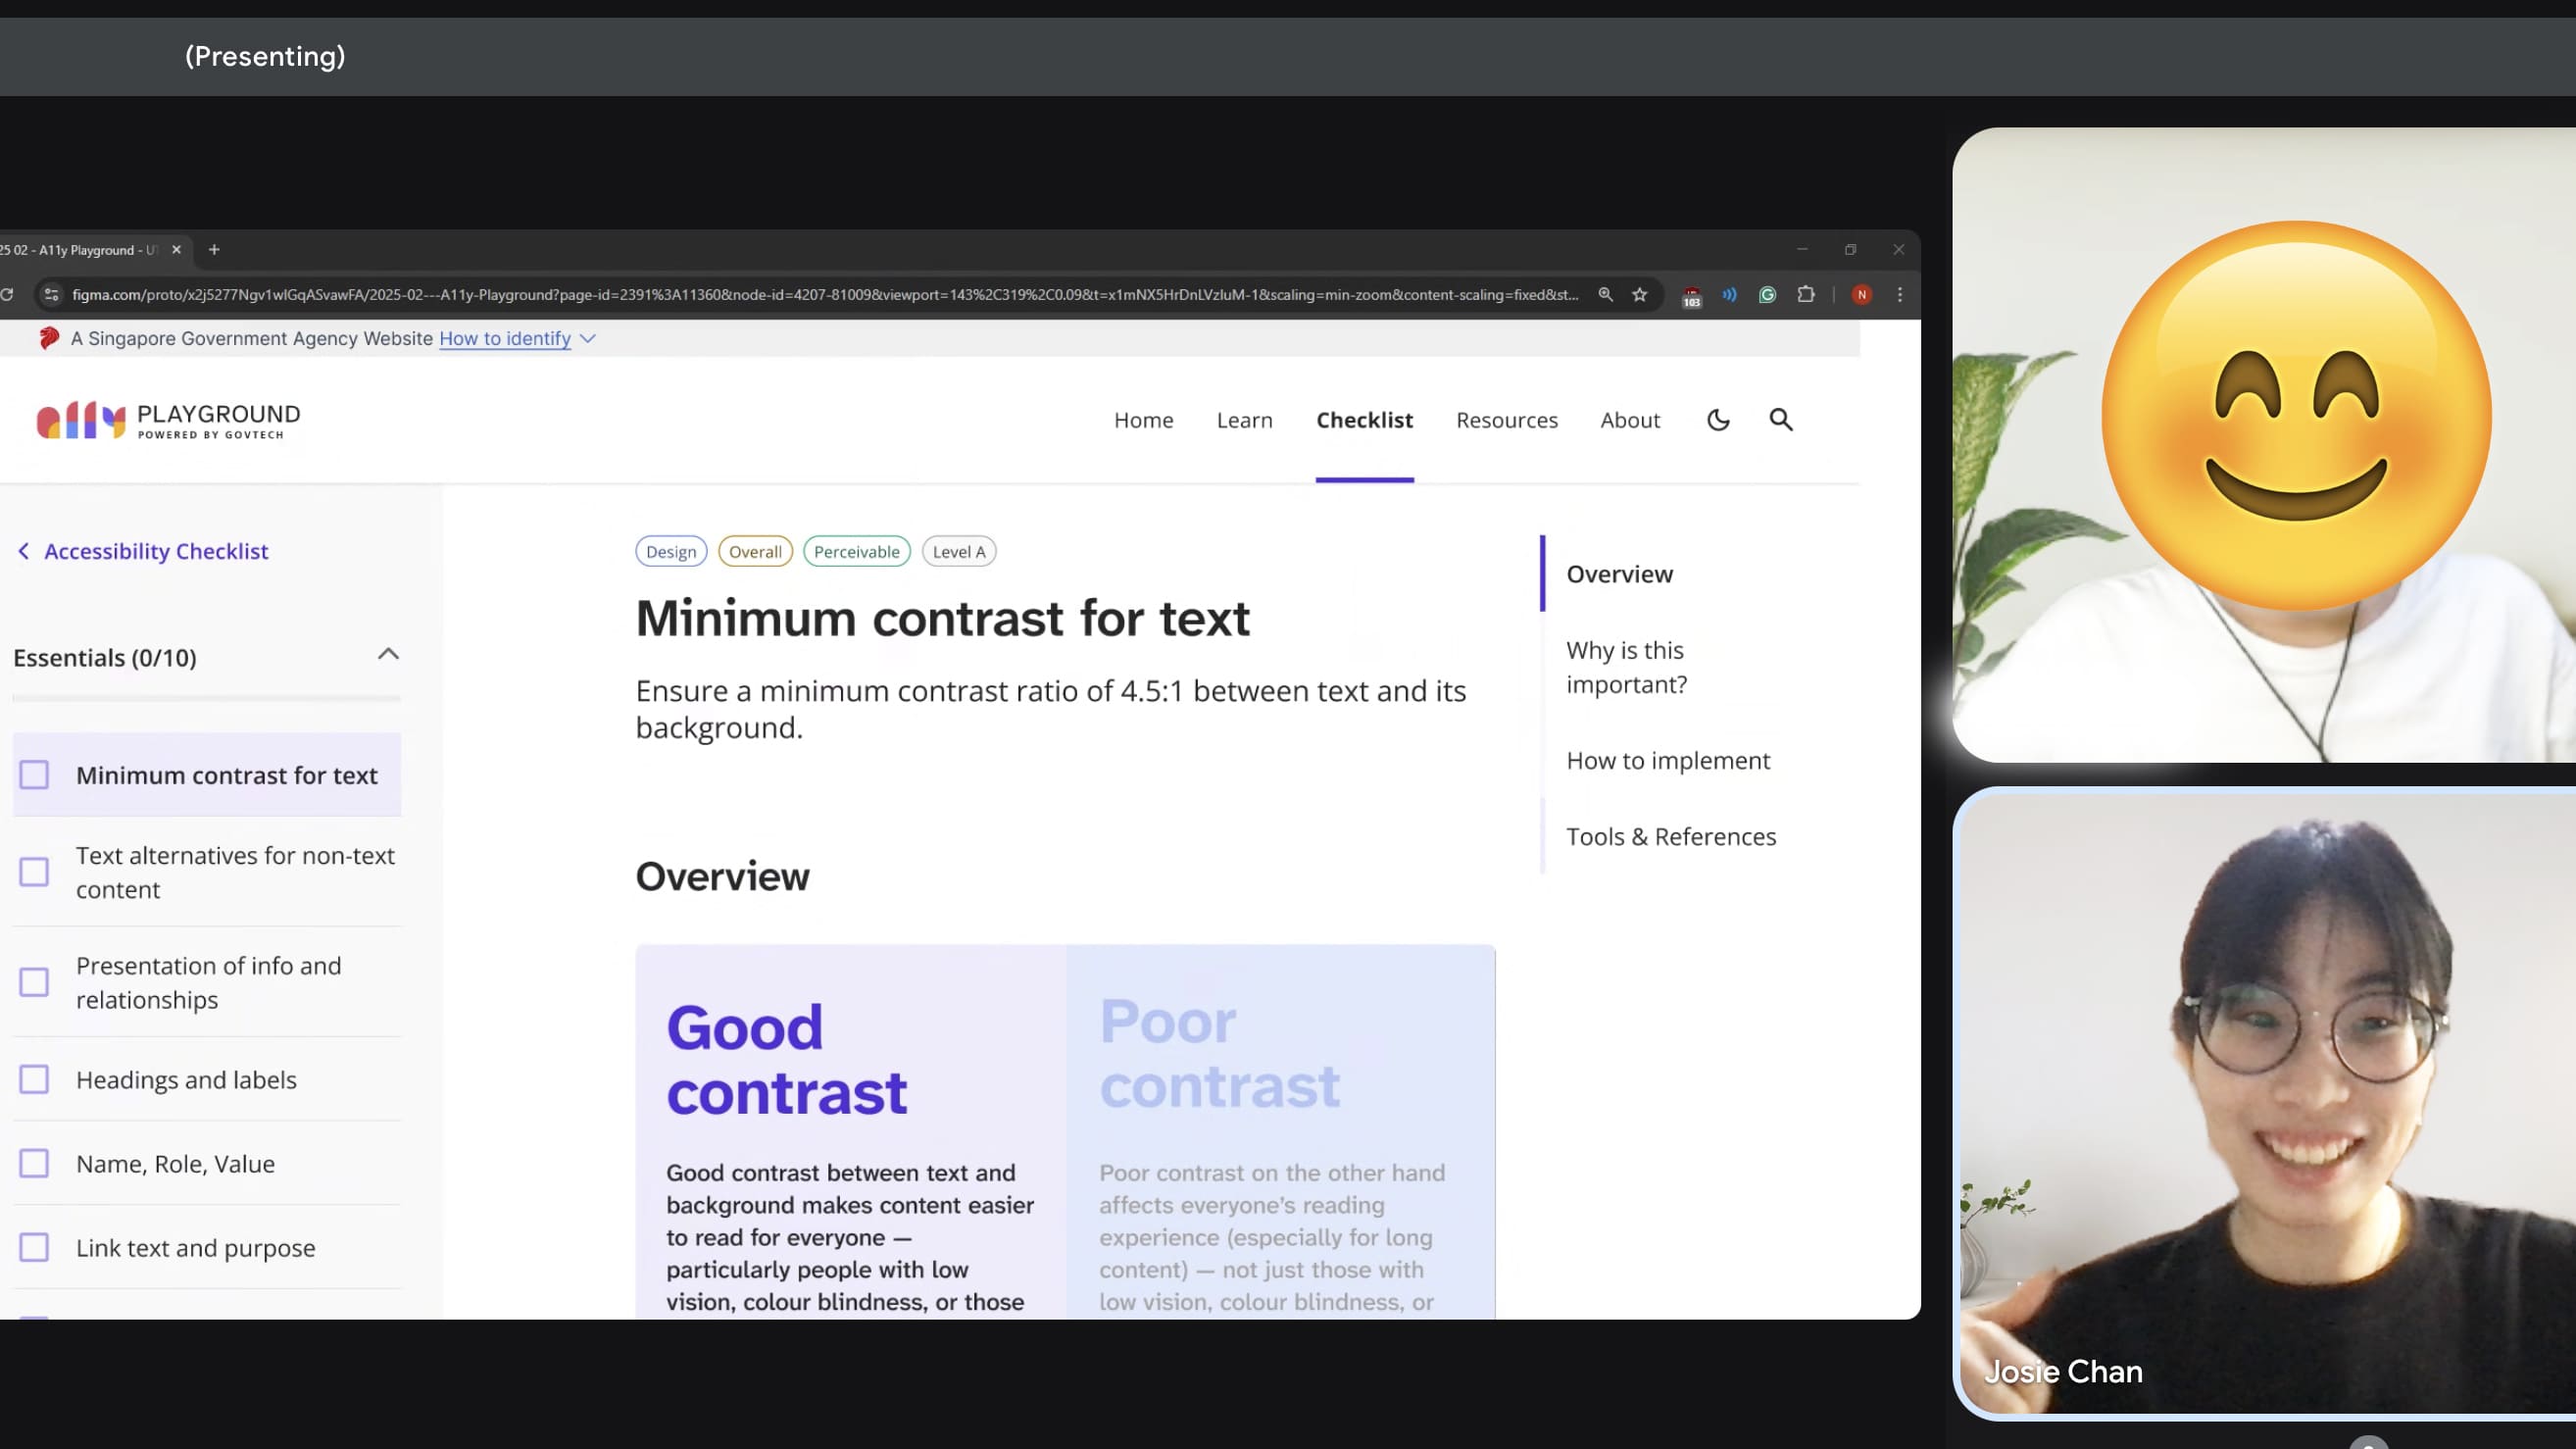 (Presenting)
25 02 - A11y Playground - U
figma.com/proto/x2j5277Ngv1wlGqASvawFA/2025-02---A11y-Playground?page-id=2391%3A11360&node-id=4207-81009&viewport=143%2C319%2C0.09&t=x1mNX5HrDnLVzluM-1&scaling=min-zoom&content-scaling=fixed&st...
103
G
N
A Singapore Government Agency Website How to identify
a11y PLAYGROUND
POWERED BY GOVTECH
Home Learn Checklist Resources About
Accessibility Checklist
Essentials (0/10)
Minimum contrast for text
Text alternatives for non-text
content
Presentation of info and
relationships
Headings and labels
Name, Role, Value
Link text and purpose
Design Overall Perceivable Level A
Minimum contrast for text
Ensure a minimum contrast ratio of 4.5:1 between text and its
background.
Overview
Good
contrast
Good contrast between text and
background makes content easier
to read for everyone —
particularly people with low
vision, colour blindness, or those
Poor
contrast
Poor contrast on the other hand
affects everyone’s reading
experience (especially for long
content) — not just those with
low vision, colour blindness, or
Overview
Why is this
important?
How to implement
Tools & References
Josie Chan